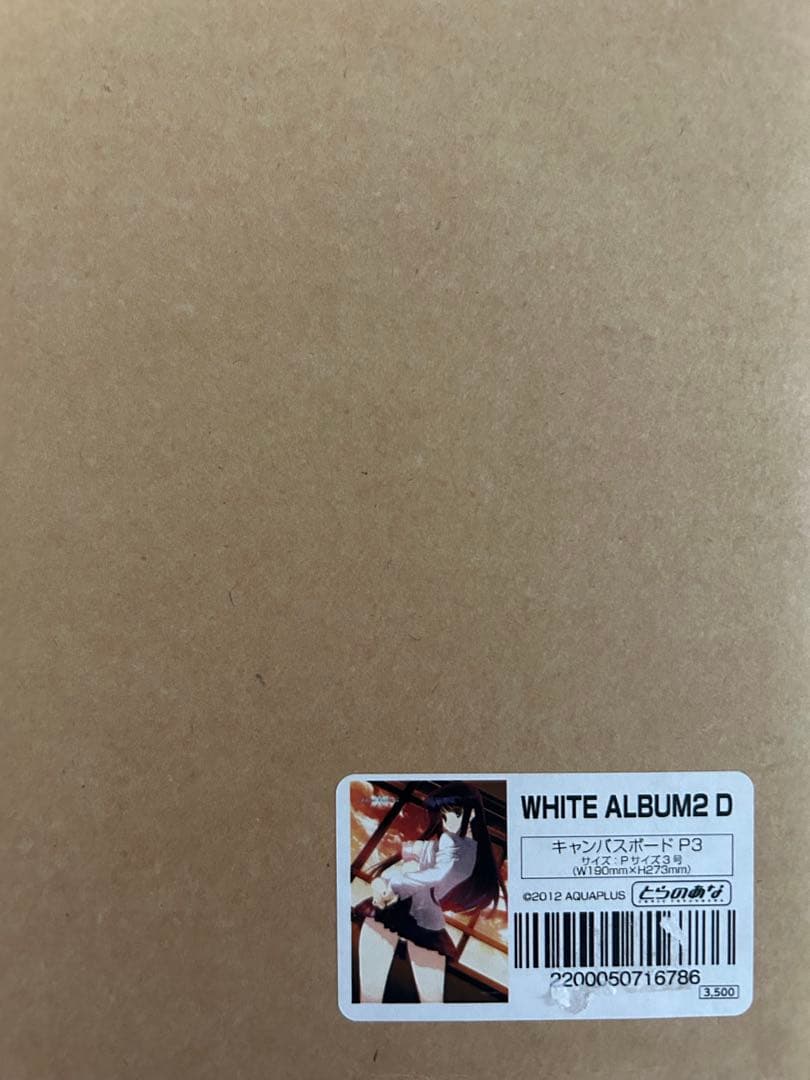 WHITE ALBUM2 D
キャンバスボード P3
サイズ：Pサイズ3号
(W190mm×H273mm)
©2012 AQUAPLUS とらのあな
2200050716786
3,500